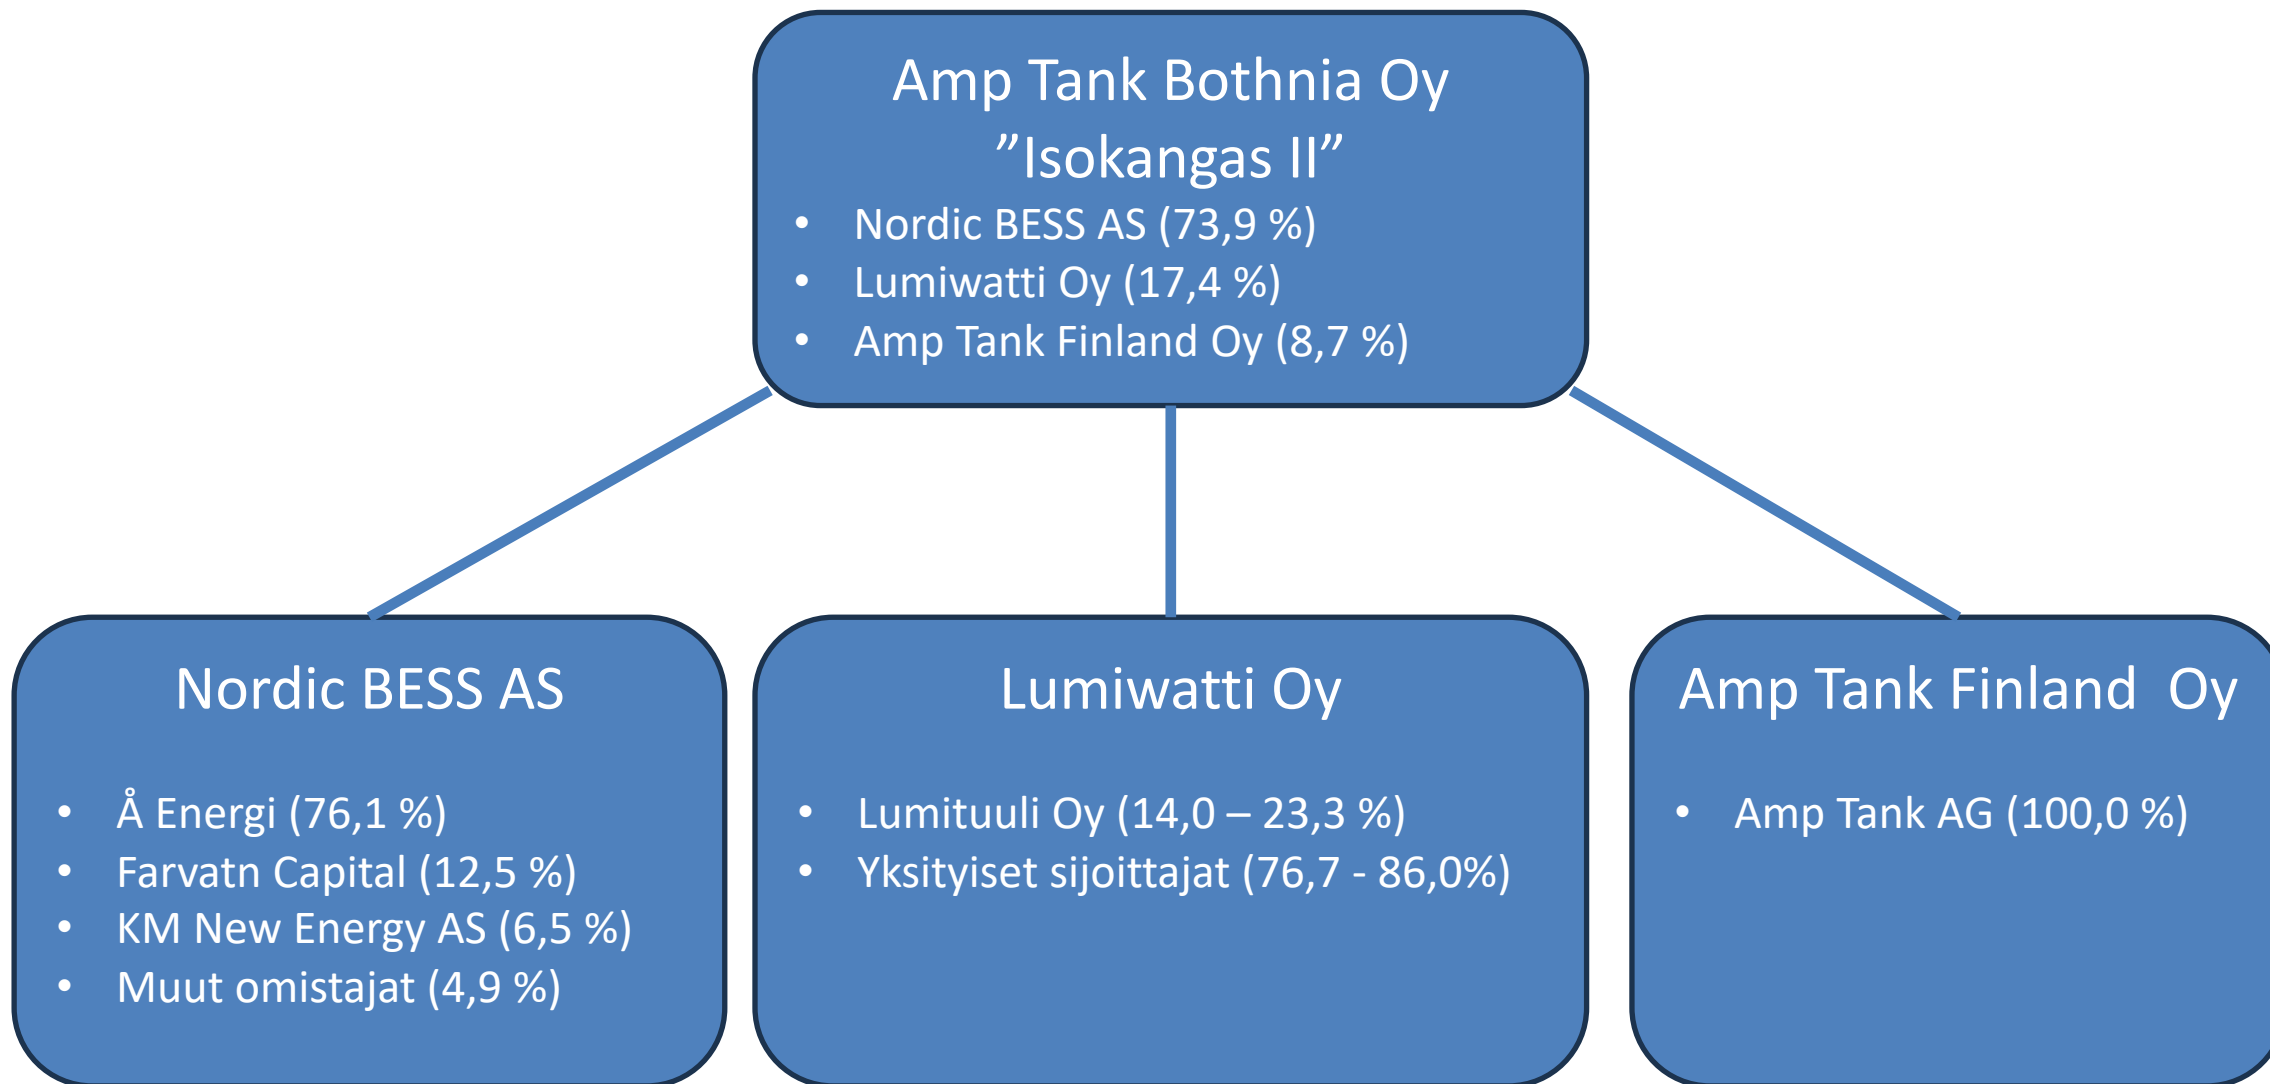 Amp Tank Bothnia Oy
”Isokangas II”
• Nordic BESS AS (73,9 %)
• Lumiwatti Oy (17,4 %)
• Amp Tank Finland Oy (8,7 %)
Nordic BESS AS
• Å Energi (76,1 %)
• Farvatn Capital (12,5 %)
• KM New Energy AS (6,5 %)
• Muut omistajat (4,9 %)
Lumiwatti Oy
• Lumituuli Oy (14,0 – 23,3 %)
• Yksityiset sijoittajat (76,7 - 86,0%)
Amp Tank Finland  Oy
• Amp Tank AG (100,0 %)